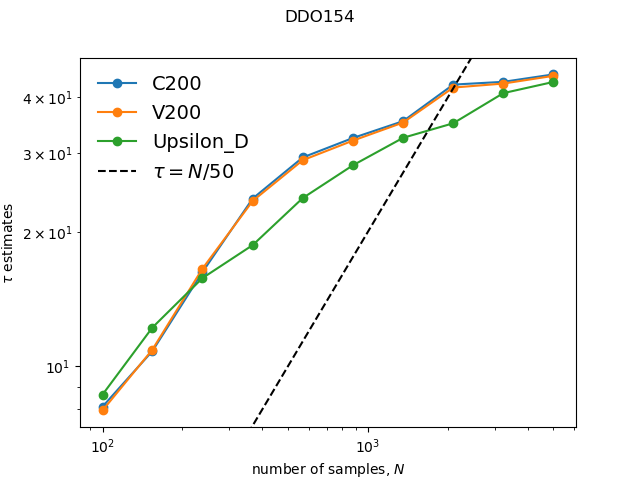 DDO154
C200
V200
Upsilon_D
τ = N/50
4 × 10¹
3 × 10¹
2 × 10¹
10¹
τ estimates
10²
10³
number of samples, N